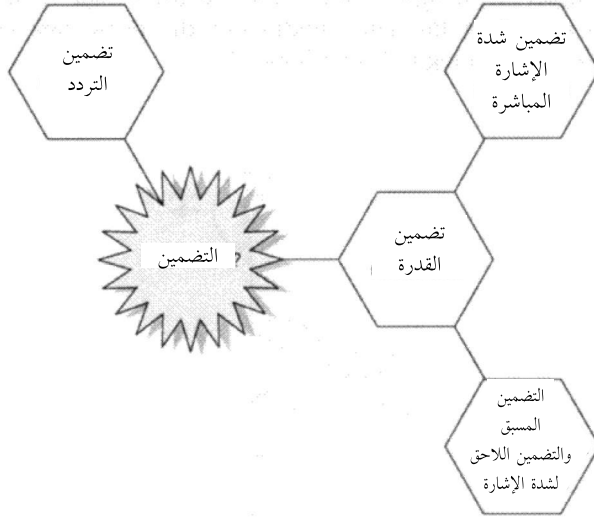 تضمين
التردد
تضمين شدة
الإشارة
المباشرة
التضمين
تضمين
القدرة
التضمين
المسبق
والتضمين اللاحق
لشدة الإشارة